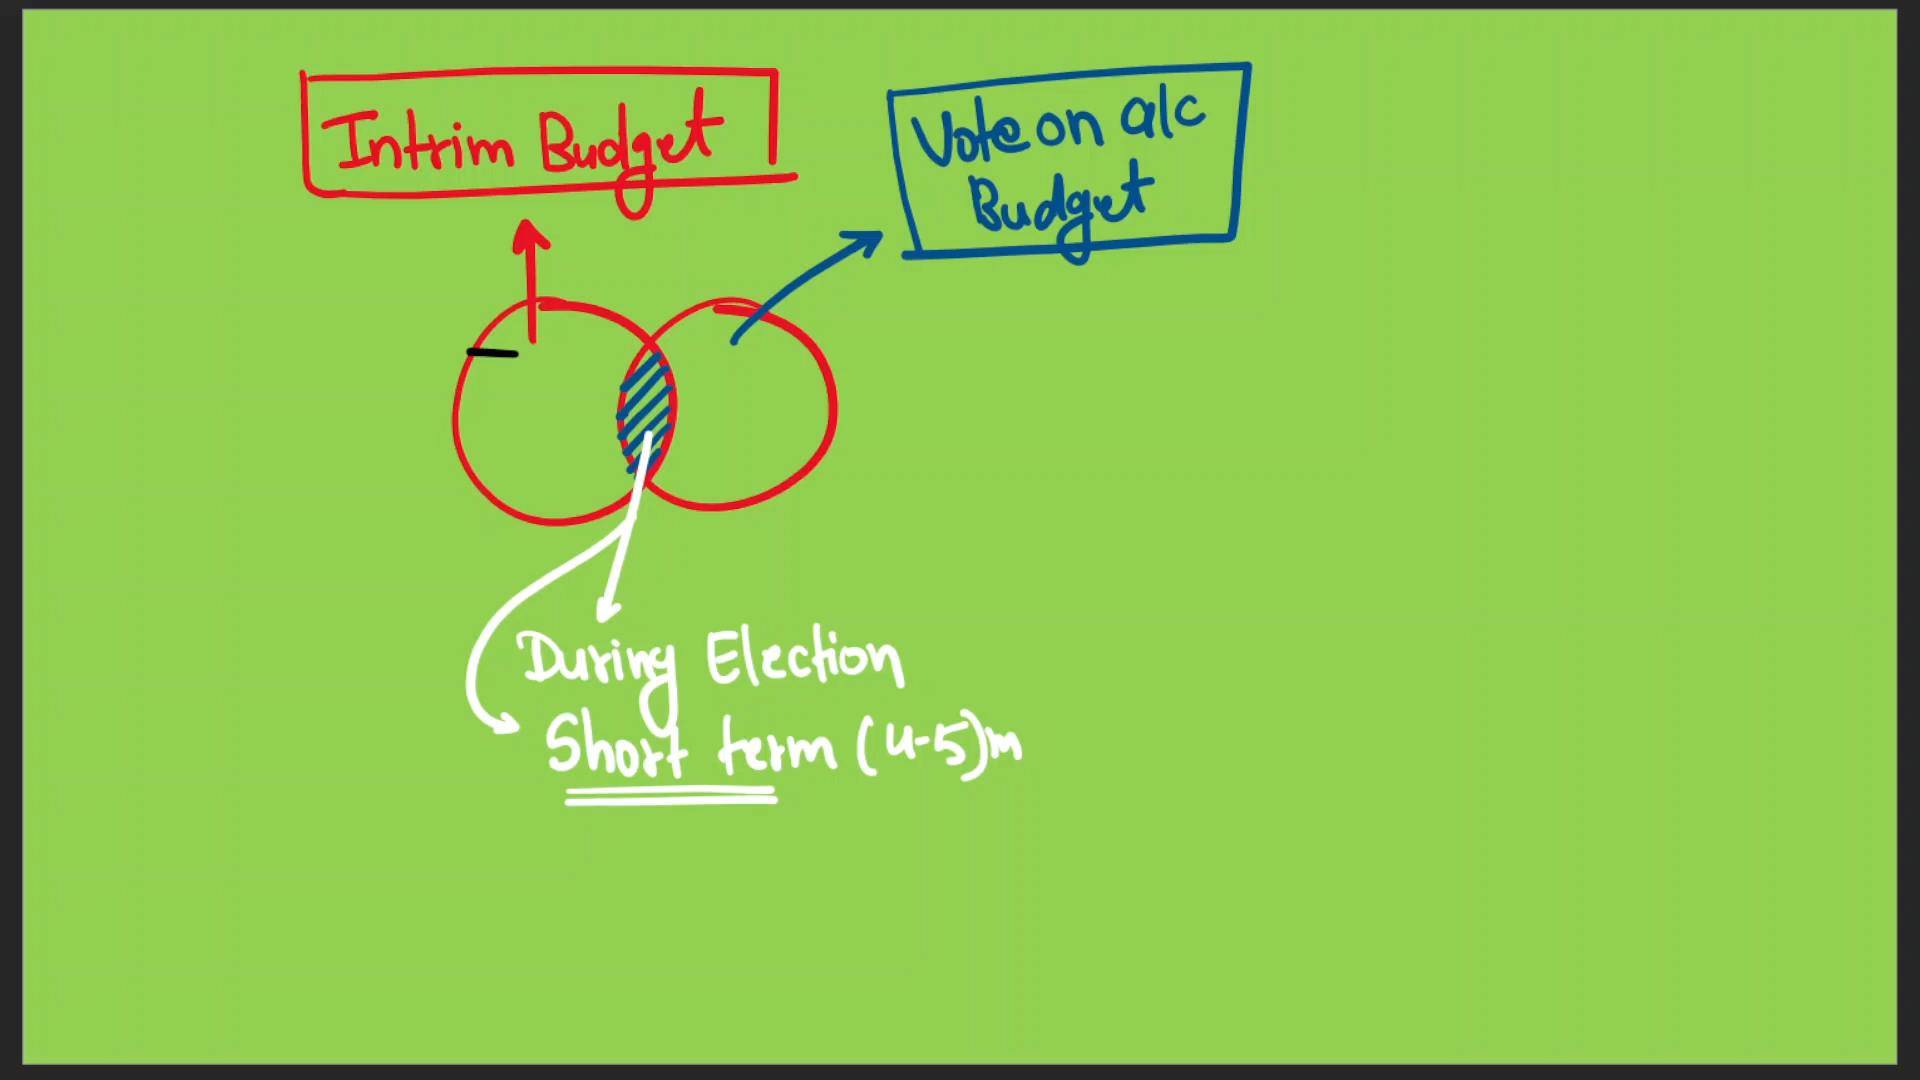 Intrim Budget
Vote on a/c
Budget
During Election
Short term (4-5)m